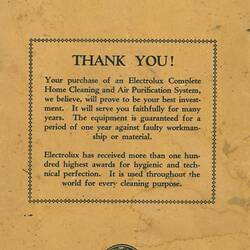 THANK YOU!
Your purchase of an Electrolux Complete
Home Cleaning and Air Purification System,
we believe, will prove to be your best invest-
ment. It will serve you faithfully for many
years. The equipment is guaranteed for a
period of one year against faulty workman-
ship or material.
Electrolux has received more than one hun-
dred highest awards for hygienic and tech-
nical perfection. It is used throughout the
world for every cleaning purpose.